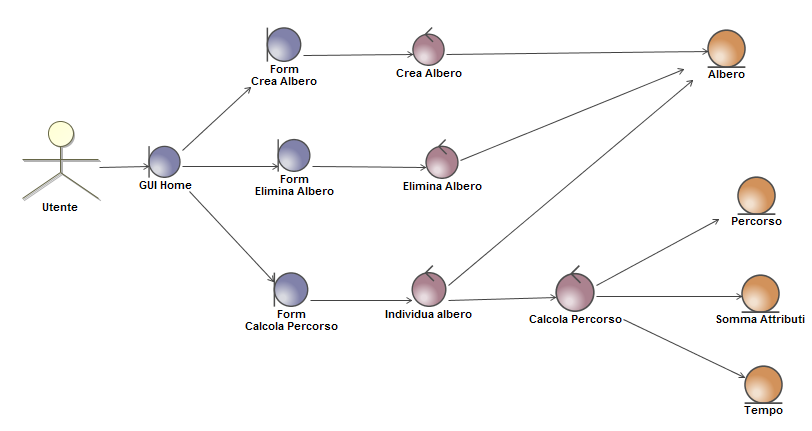 Form
Crea Albero
Crea Albero
Albero
Utente
GUI Home
Form
Elimina Albero
Elimina Albero
Percorso
Form
Calcola Percorso
Individua albero
Calcola Percorso
Somma Attributi
Tempo